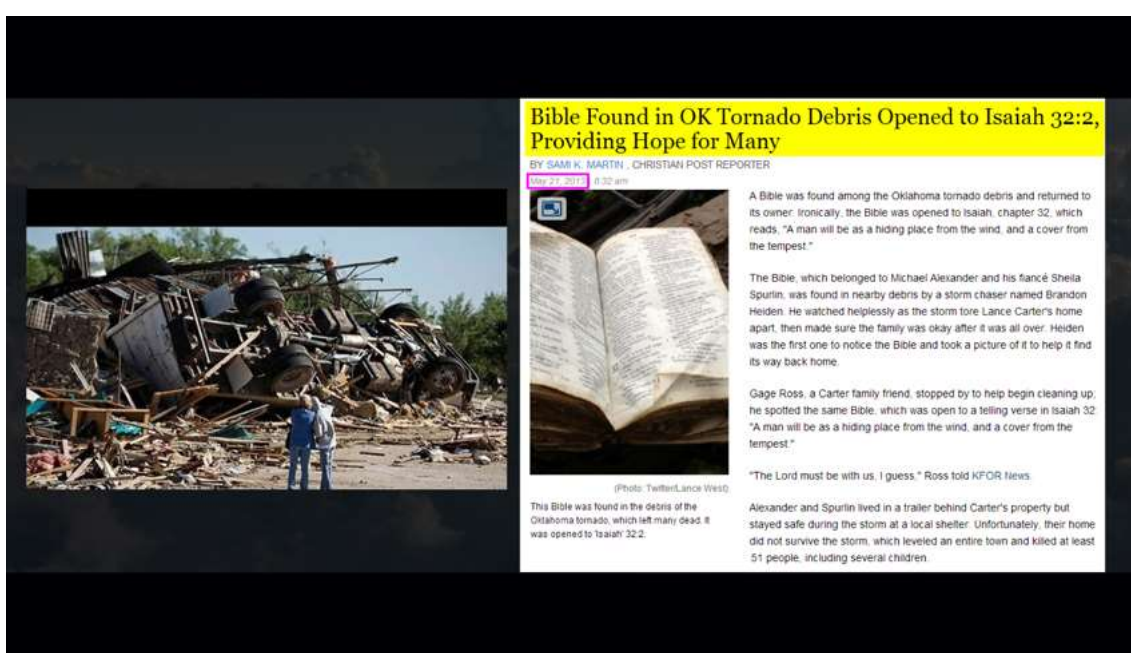 Bible Found in OK Tornado Debris Opened to Isaiah 32:2,
Providing Hope for Many
BY SAMI K. MARTIN , CHRISTIAN POST REPORTER
May 21, 2013 8:32 am
A Bible was found among the Oklahoma tornado debris and returned to
its owner. Ironically, the Bible was opened to Isaiah, chapter 32, which
reads, "A man will be as a hiding place from the wind, and a cover from
the tempest."
The Bible, which belonged to Michael Alexander and his fiancé Sheila
Spurlin, was found in nearby debris by a storm chaser named Brandon
Heiden. He watched helplessly as the storm tore Lance Carter's home
apart, then made sure the family was okay after it was all over. Heiden
was the first one to notice the Bible and took a picture of it to help it find
its way back home.
Gage Ross, a Carter family friend, stopped by to help begin cleaning up;
he spotted the same Bible, which was open to a telling verse in Isaiah 32
"A man will be as a hiding place from the wind, and a cover from the
tempest."
"The Lord must be with us, I guess," Ross told KFOR News.
Alexander and Spurlin lived in a trailer behind Carter's property but
stayed safe during the storm at a local shelter. Unfortunately, their home
did not survive the storm, which leveled an entire town and killed at least
51 people, including several children.
(Photo: Twitter/Lance West)
This Bible was found in the debris of the
Oklahoma tornado, which left many dead. It
was opened to 'Isaiah' 32:2.